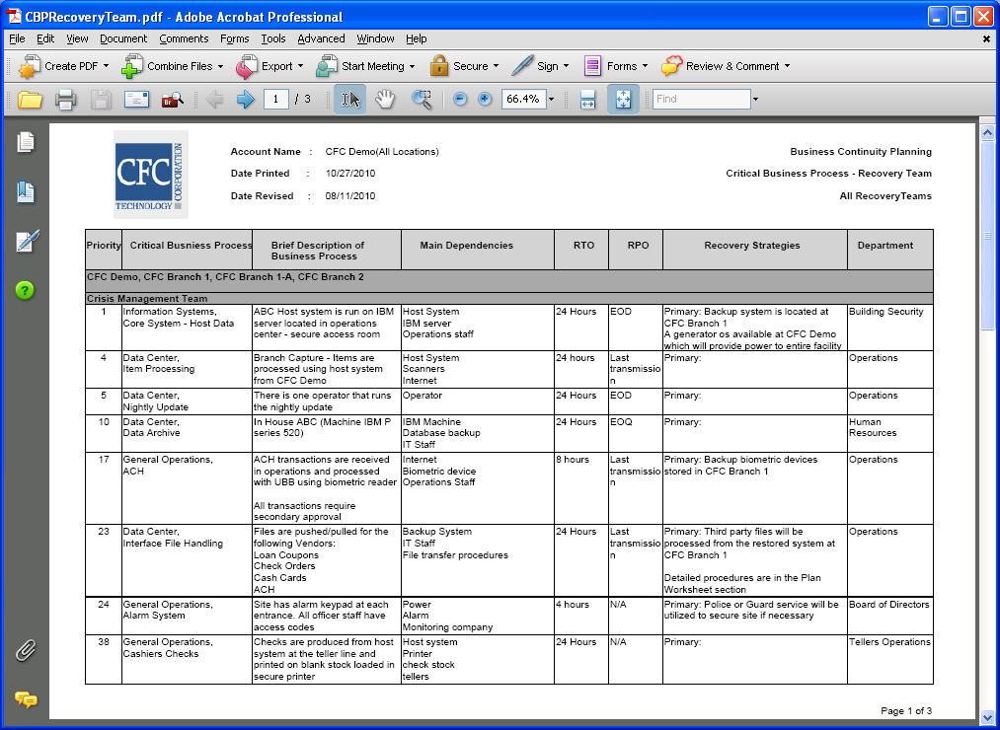 CBPRecoveryTeam.pdf - Adobe Acrobat Professional
File Edit View Document Comments Forms Tools Advanced Window Help
Create PDF Combine Files Export Start Meeting Secure Sign Forms Review & Comment
Br 1 / 3 66.4% Find
CFC
TECHNOLOGY
CORPORATION
Account Name : CFC Demo(All Locations)
Date Printed : 10/27/2010
Date Revised : 08/11/2010
Business Continuity Planning
Critical Business Process - Recovery Team
All RecoveryTeams
Priority Critical Busniess Process Brief Description of Main Dependencies RTO RPO Recovery Strategies Department
Business Process
CFC Demo, CFC Branch 1, CFC Branch 1-A, CFC Branch 2
Crisis Management Team
1 Information Systems, ABC Host system is run on IBM Host System 24 Hours EOD Primary: Backup system is located at Building Security
Core System - Host Data server located in operations IBM server CFC Branch 1
center - secure access room Operations staff A generator os available at CFC Demo
which will provide power to entire facility
4 Data Center, Branch Capture - Items are Host System 24 hours Last Primary: Operations
Item Processing processed using host system Scanners transmissio
from CFC Demo Internet n
5 Data Center, There is one operator that runs Operator 24 Hours EOD Primary: Operations
Nightly Update the nightly update
10 Data Center, In House ABC (Machine IBM P IBM Machine 24 Hours EOQ Primary: Human
Data Archive series 520) Database backup Resources
IT Staff
17 General Operations, ACH transactions are received Internet 8 hours Last Primary: Backup biometric devices Operations
ACH in operations and processed Biometric device transmissio stored in CFC Branch 1
with UBB using biometric reader Operations Staff n
All transactions require
secondary approval
23 Data Center, Files are pushed/pulled for the Backup System 24 Hours Last Primary: Third party files will be Operations
Interface File Handling following Vendors: IT Staff transmissio processed from the restored system at
Loan Coupons File transfer procedures n CFC Branch 1
Check Orders
Cash Cards Detailed procedures are in the Plan
ACH Worksheet section
24 General Operations, Site has alarm keypad at each Power 4 hours N/A Primary: Police or Guard service will be Board of Directors
Alarm System entrance. All officer staff have Alarm utilized to secure site if necessary
access codes Monitoring company
38 General Operations, Checks are produced from host Host system 24 Hours N/A Primary: Tellers Operations
Cashiers Checks system at the teller line and Printer
printed on blank stock loaded in check stock
secure printer tellers
Page 1 of 3